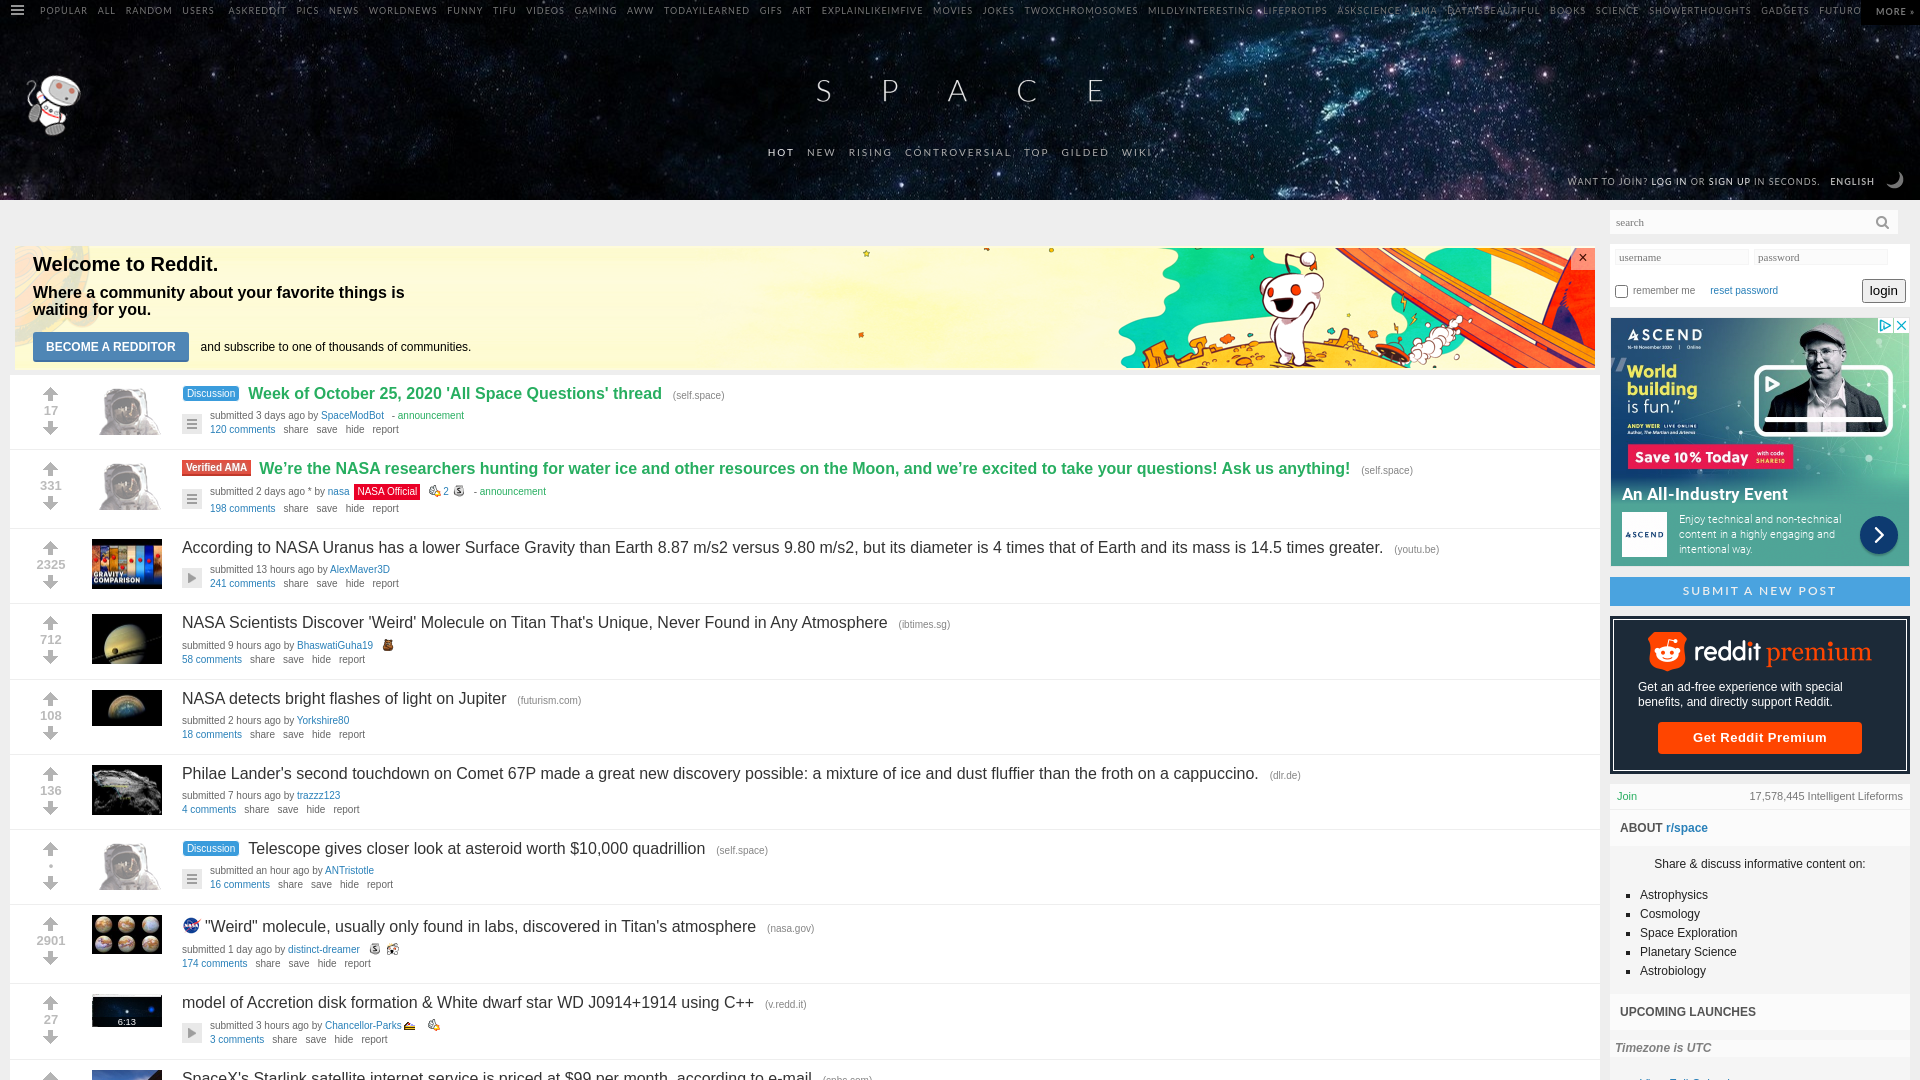 POPULAR ALL RANDOM USERS ASKREDDIT PICS NEWS WORLDNEWS FUNNY TIFU VIDEOS GAMING AWW TODAYILEARNED GIFS ART EXPLAINLIKEIMFIVE MOVIES JOKES TWOXCHROMOSOMES MILDLYINTERESTING LIFEPROTIPS ASKSCIENCE IAMA DATAISBEAUTIFUL BOOKS SCIENCE SHOWERTHOUGHTS GADGETS FUTURO MORE »
SPACE
HOT NEW RISING CONTROVERSIAL TOP GILDED WIKI
WANT TO JOIN? LOG IN OR SIGN UP IN SECONDS. ENGLISH
Welcome to Reddit.
Where a community about your favorite things is
waiting for you.
BECOME A REDDITOR and subscribe to one of thousands of communities.
×
17
Discussion Week of October 25, 2020 'All Space Questions' thread (self.space)
submitted 3 days ago by SpaceModBot - announcement
120 comments share save hide report
331
Verified AMA We’re the NASA researchers hunting for water ice and other resources on the Moon, and we’re excited to take your questions! Ask us anything! (self.space)
submitted 2 days ago * by nasa NASA Official 2 - announcement
198 comments share save hide report
2325
GRAVITY
COMPARISON
According to NASA Uranus has a lower Surface Gravity than Earth 8.87 m/s2 versus 9.80 m/s2, but its diameter is 4 times that of Earth and its mass is 14.5 times greater. (youtu.be)
submitted 13 hours ago by AlexMaver3D
241 comments share save hide report
712
NASA Scientists Discover 'Weird' Molecule on Titan That's Unique, Never Found in Any Atmosphere (ibtimes.sg)
submitted 9 hours ago by BhaswatiGuha19
58 comments share save hide report
108
NASA detects bright flashes of light on Jupiter (futurism.com)
submitted 2 hours ago by Yorkshire80
18 comments share save hide report
136
Philae Lander's second touchdown on Comet 67P made a great new discovery possible: a mixture of ice and dust fluffier than the froth on a cappuccino. (dlr.de)
submitted 7 hours ago by trazzz123
4 comments share save hide report
•
Discussion Telescope gives closer look at asteroid worth $10,000 quadrillion (self.space)
submitted an hour ago by ANTristotle
16 comments share save hide report
2901
"Weird" molecule, usually only found in labs, discovered in Titan's atmosphere (nasa.gov)
submitted 1 day ago by distinct-dreamer
174 comments share save hide report
27
6:13
model of Accretion disk formation & White dwarf star WD J0914+1914 using C++ (v.redd.it)
submitted 3 hours ago by Chancellor-Parks
3 comments share save hide report
SpaceX's Starlink satellite internet service is priced at $99 per month, according to e-mail (cnbc.com)
search
username password
remember me reset password login
ASCEND
16-18 November 2020 | Online
"World
building
is fun."
ANDY WEIR LIVE ONLINE
Author, The Martian and Artemis
Save 10% Today with code SHARE10
An All-Industry Event
ASCEND
Enjoy technical and non-technical
content in a highly engaging and
intentional way.
SUBMIT A NEW POST
reddit premium
Get an ad-free experience with special
benefits, and directly support Reddit.
Get Reddit Premium
Join 17,578,445 Intelligent Lifeforms
ABOUT r/space
Share & discuss informative content on:
Astrophysics
Cosmology
Space Exploration
Planetary Science
Astrobiology
UPCOMING LAUNCHES
Timezone is UTC